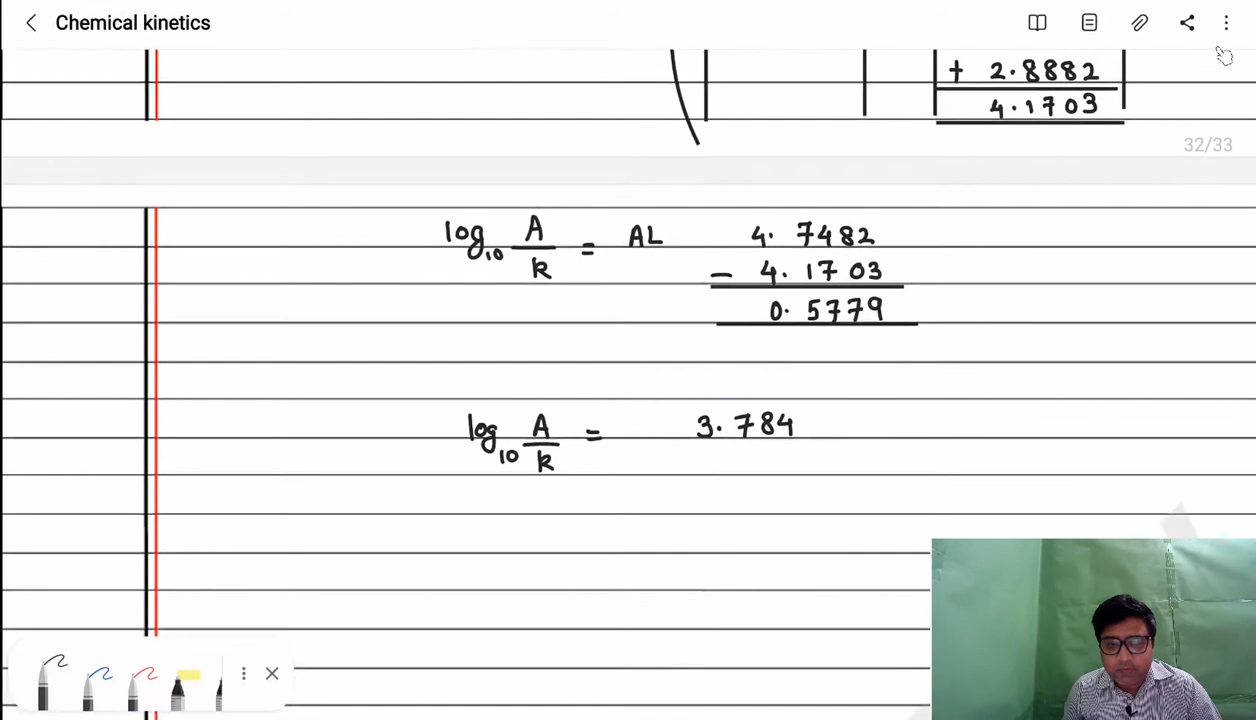 Chemical kinetics
+ 2.8882
4.1703
32/33
log₁₀ A/k = AL 4.7482
- 4.1703
0.5779
log₁₀ A/k = 3.784